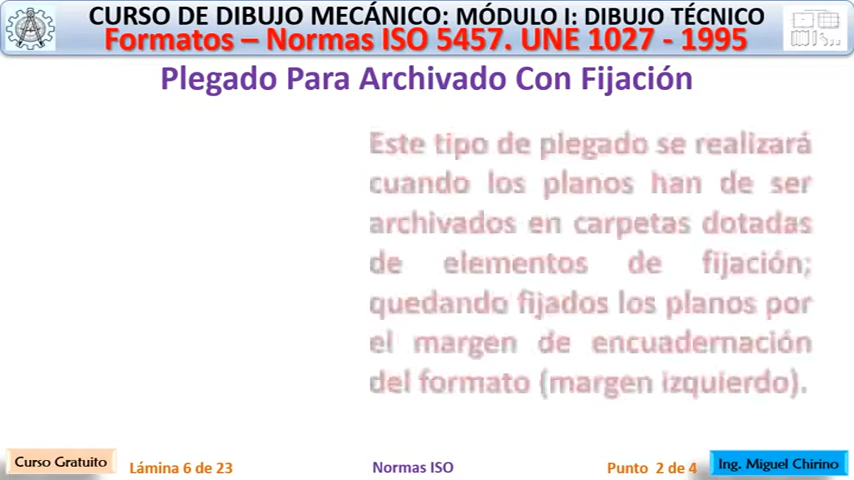 CURSO DE DIBUJO MECÁNICO: MÓDULO I: DIBUJO TÉCNICO
Formatos – Normas ISO 5457. UNE 1027 - 1995
Plegado Para Archivado Con Fijación
Este tipo de plegado se realizará
cuando los planos han de ser
archivados en carpetas dotadas
de elementos de fijación;
quedando fijados los planos por
el margen de encuadernación
del formato (margen izquierdo).
Curso Gratuito
Lámina 6 de 23
Normas ISO
Punto 2 de 4
Ing. Miguel Chirino